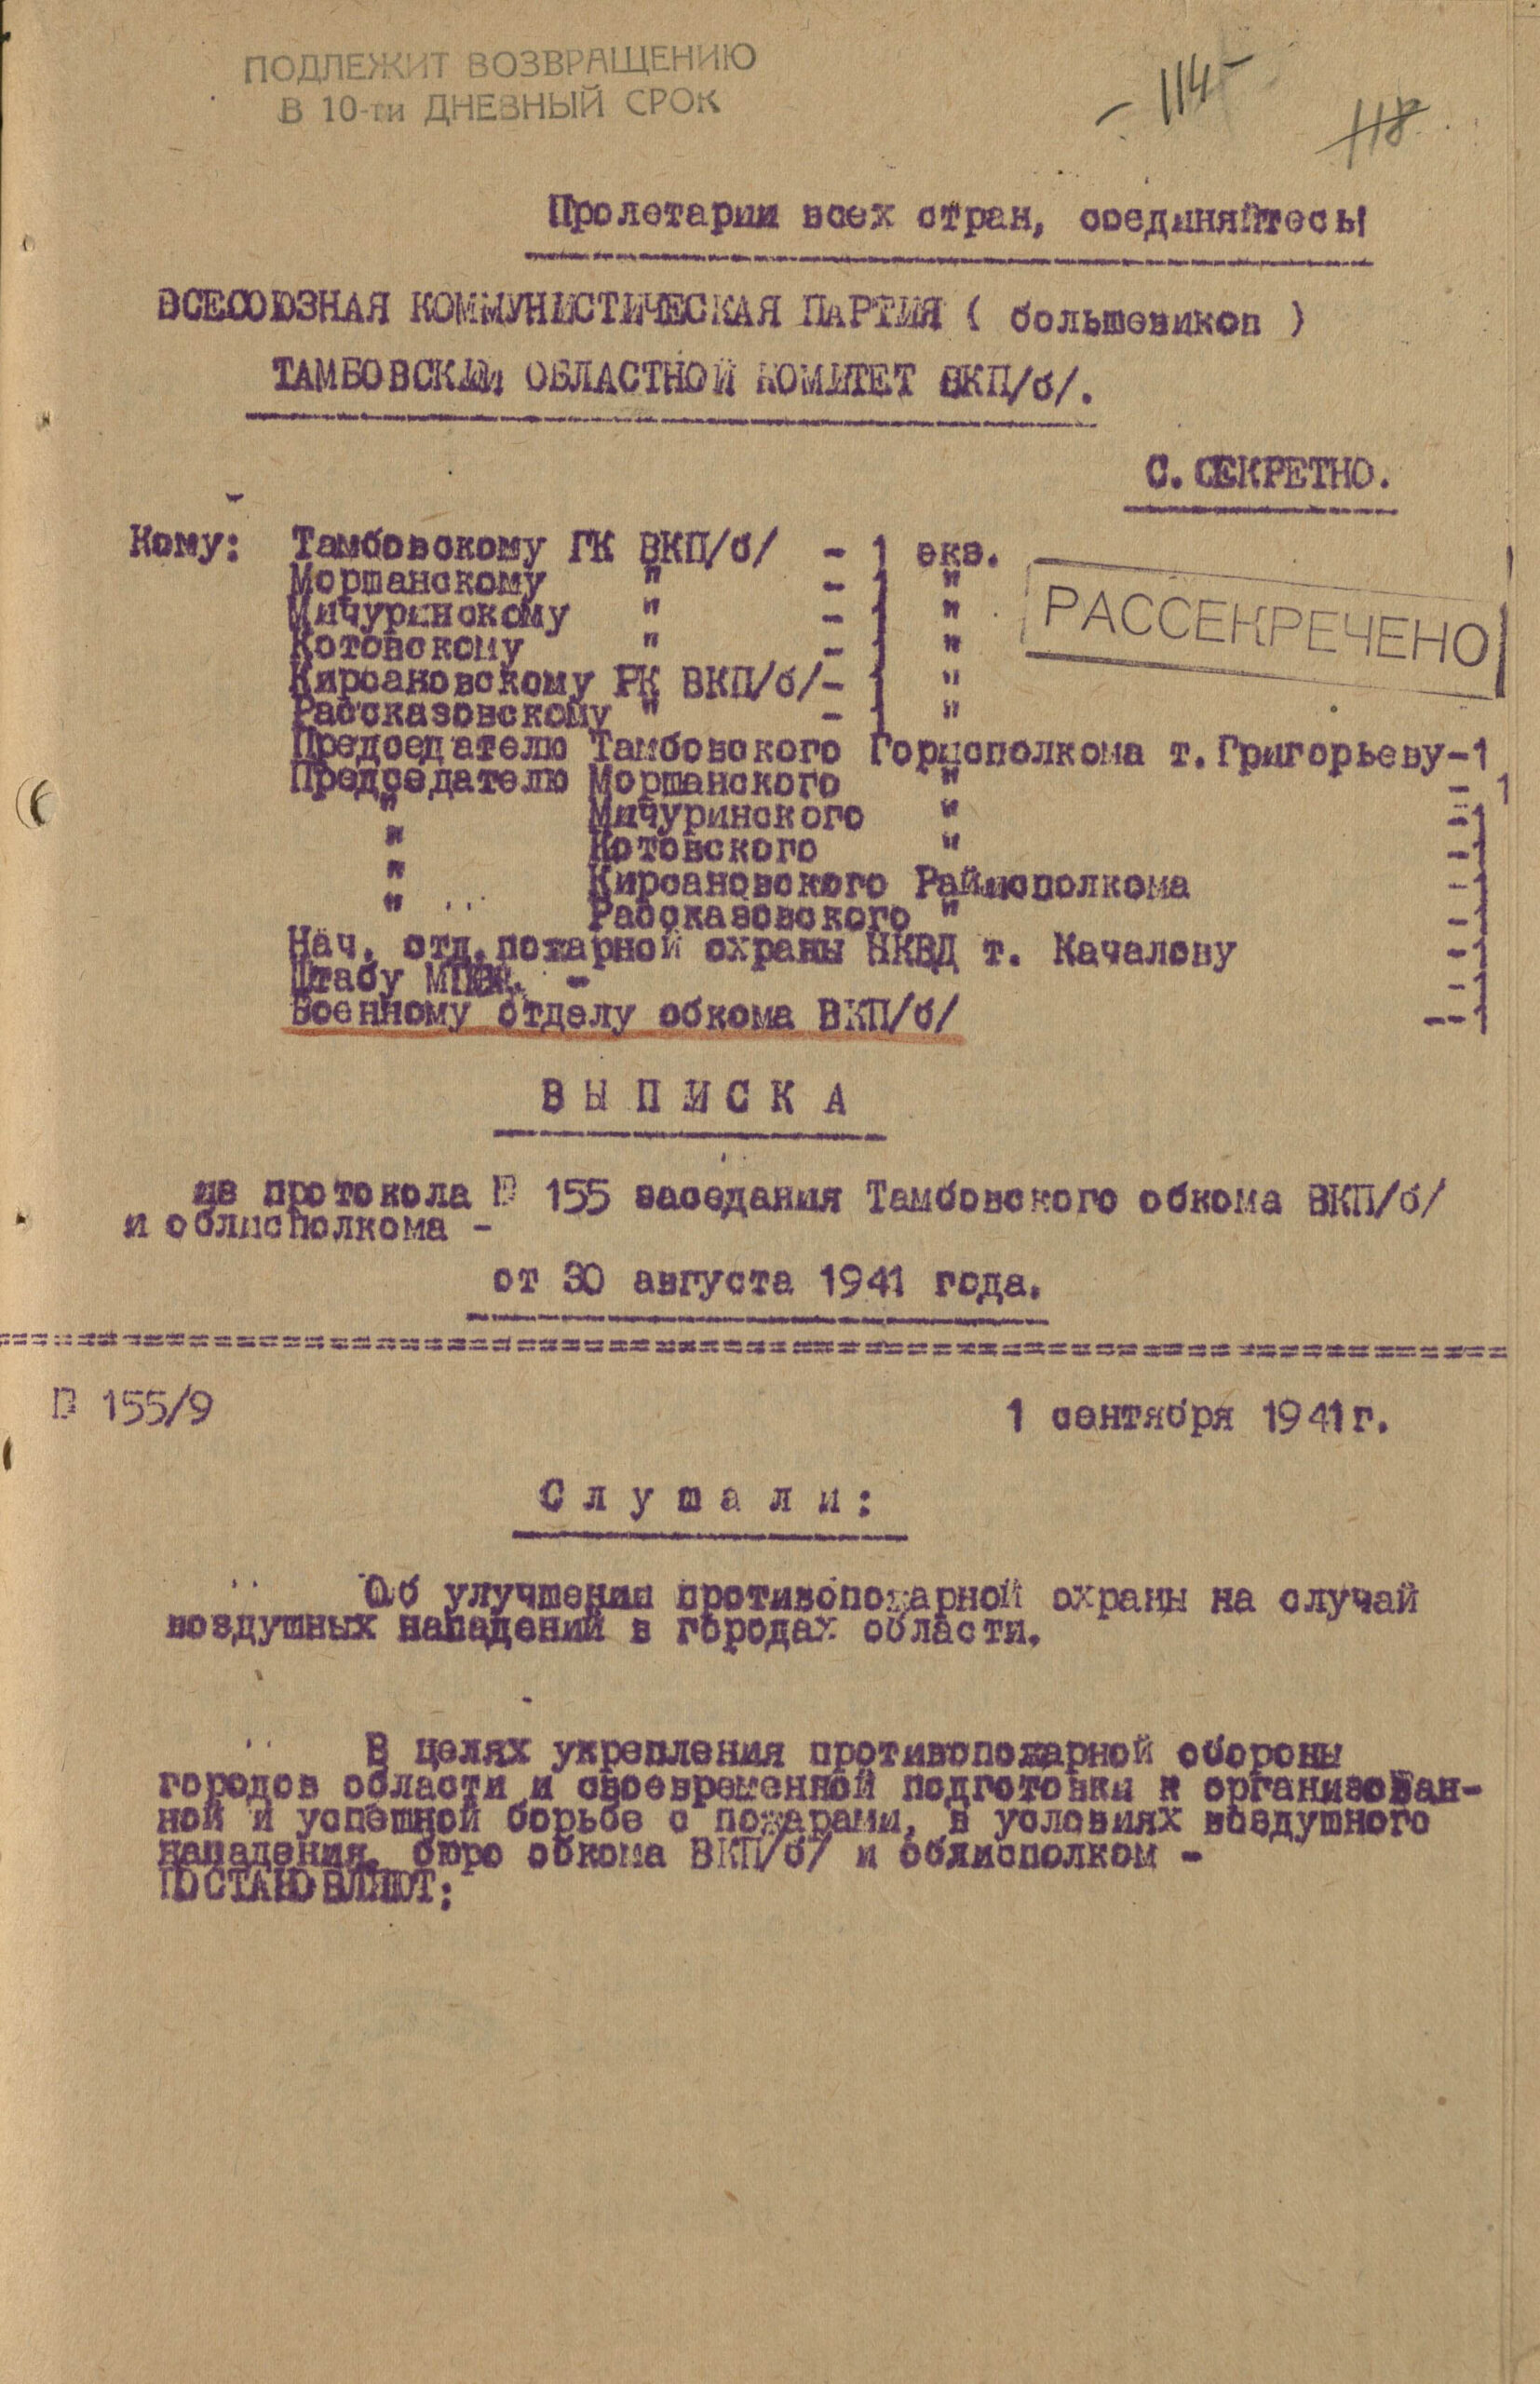 ПОДЛЕЖИТ ВОЗВРАЩЕНИЮ
В 10-ти ДНЕВНЫЙ СРОК
- 114 -
118
Пролетарии всех стран, соединяйтесь!
ВСЕСОЮЗНАЯ КОММУНИСТИЧЕСКАЯ ПАРТИЯ ( большевиков )
ТАМБОВСКИЙ ОБЛАСТНОЙ КОМИТЕТ ВКП/б/.
С. СЕКРЕТНО.
Кому: Тамбовскому ГК ВКП/б/ - 1 экз.
Моршанскому " - 1 "
Мичуринскому " - 1 "
Котовскому " - 1 "
Кирсановскому РК ВКП/б/- 1 "
Рассказовскому " - 1 "
РАССЕКРЕЧЕНО
Председателю Тамбовского Горисполкома т. Григорьеву-1
Председателю Моршанского " - 1
" Мичуринского " -1
" Котовского " -1
" Кирсановского Райисполкома -1
" Рассказовского " -1
Нач. отд. пожарной охраны НКВД т. Качалову -1
Штабу - -1
Военному отделу обкома ВКП/б/ --1
В Ы П И С К А
из протокола № 155 заседания Тамбовского обкома ВКП/б/
и облисполкома -
от 30 августа 1941 года.
№ 155/9 1 сентября 1941г.
С л у ш а л и :
Об улучшении противопожарной охраны на случай
воздушных нападений в городах области.
В целях укрепления противопожарной обороны
городов области и своевременной подготовки к организован-
ной и успешной борьбе с пожарами, в условиях воздушного
нападения, бюро обкома ВКП/б/ и облисполком -
ПОСТАНОВЛЯЮТ: